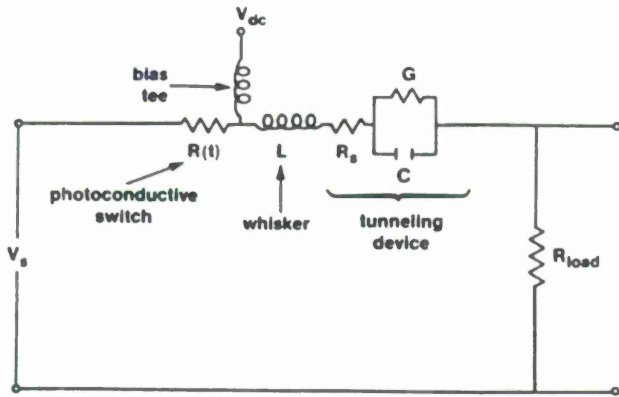 V_dc
bias
tee
G
R(t)
L
R_s
C
photoconductive
switch
whisker
tunneling
device
V_s
R_load